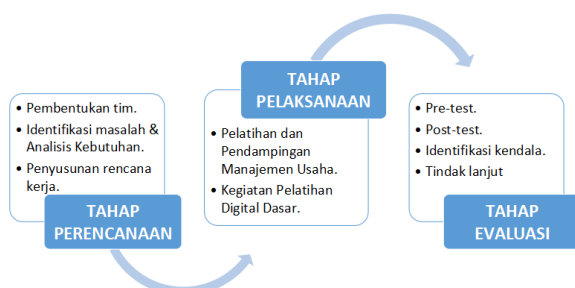 • Pembentukan tim.
• Identifikasi masalah &
Analisis Kebutuhan.
• Penyusunan rencana
kerja.
TAHAP
PERENCANAAN
TAHAP
PELAKSANAAN
• Pelatihan dan
Pendampingan
Manajemen Usaha.
• Kegiatan Pelatihan
Digital Dasar.
• Pre-test.
• Post-test.
• Identifikasi kendala.
• Tindak lanjut
TAHAP
EVALUASI